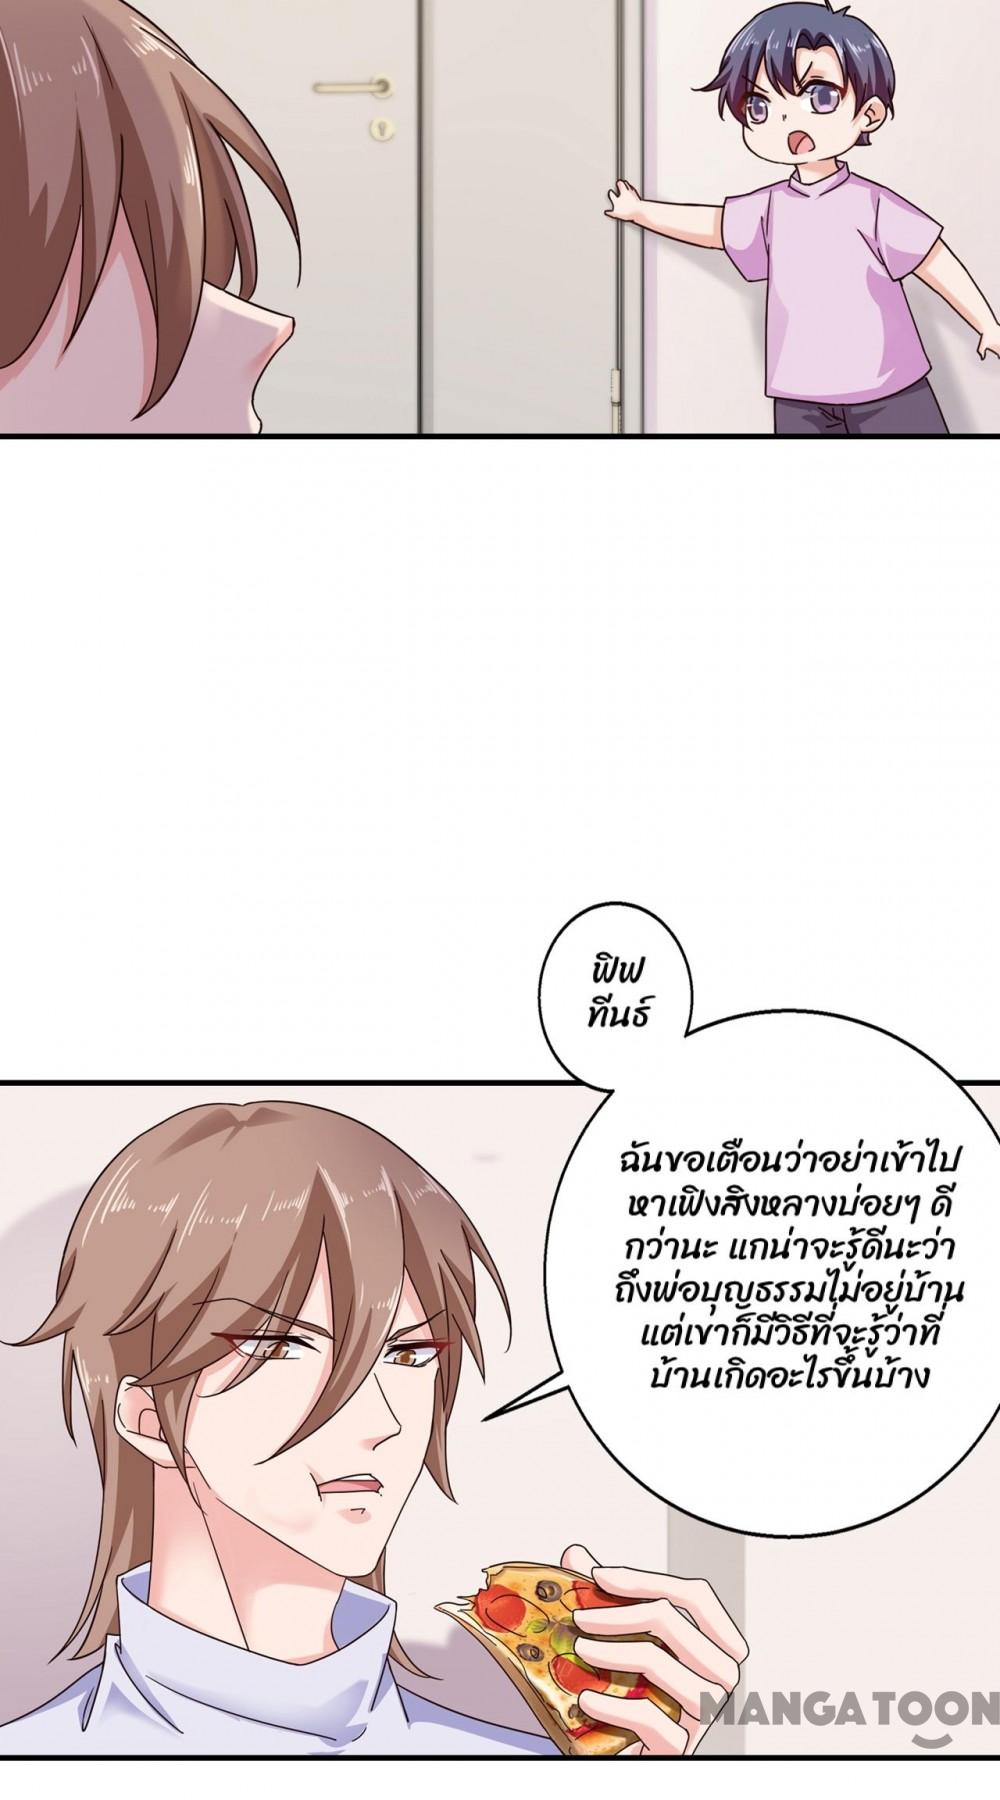 ฟิฟ
ทีนธ์
ฉันขอเตือนว่าอย่าเข้าไป
หาเฟิงสิงหลางบ่อยๆ ดี
กว่านะ แกน่าจะรู้ดีนะว่า
ถึงพ่อบุญธรรมไม่อยู่บ้าน
แต่เขาก็มีวิธีที่จะรู้ว่าที่
บ้านเกิดอะไรขึ้นบ้าง
MANGATOON